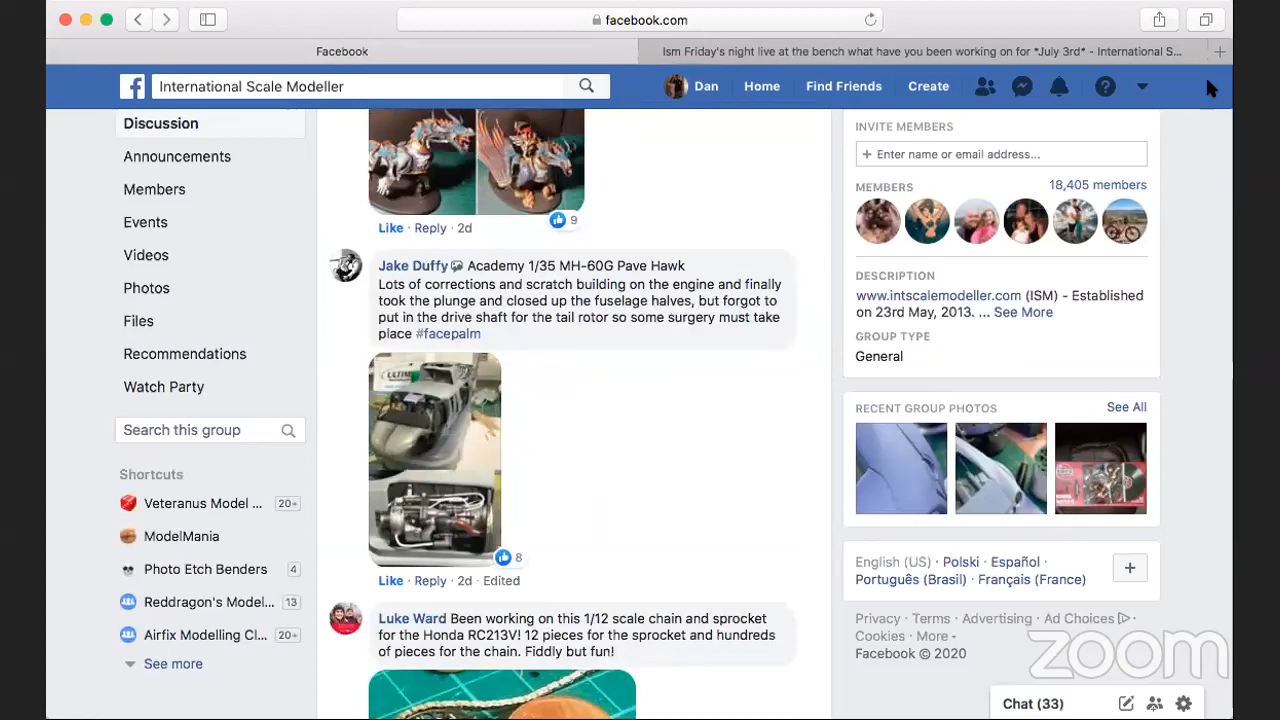 facebook.com
Facebook
Ism Friday's night live at the bench what have you been working on for *July 3rd* - International S...
International Scale Modeller
Dan
Home
Find Friends
Create
Discussion
Announcements
Members
Events
Videos
Photos
Files
Recommendations
Watch Party
Search this group
Shortcuts
Veteranus Model ... 20+
ModelMania
Photo Etch Benders 4
Reddragon's Model... 13
Airfix Modelling Cl... 20+
See more
9
Like · Reply · 2d
Jake Duffy Academy 1/35 MH-60G Pave Hawk
Lots of corrections and scratch building on the engine and finally
took the plunge and closed up the fuselage halves, but forgot to
put in the drive shaft for the tail rotor so some surgery must take
place #facepalm
8
Like · Reply · 2d · Edited
Luke Ward Been working on this 1/12 scale chain and sprocket
for the Honda RC213V! 12 pieces for the sprocket and hundreds
of pieces for the chain. Fiddly but fun!
INVITE MEMBERS
+ Enter name or email address...
MEMBERS
18,405 members
DESCRIPTION
www.intscalemodeller.com (ISM) - Established
on 23rd May, 2013. ... See More
GROUP TYPE
General
RECENT GROUP PHOTOS
See All
English (US) · Polski · Español ·
Português (Brasil) · Français (France)
Privacy · Terms · Advertising · Ad Choices ·
Cookies · More
Facebook © 2020
zoom
Chat (33)